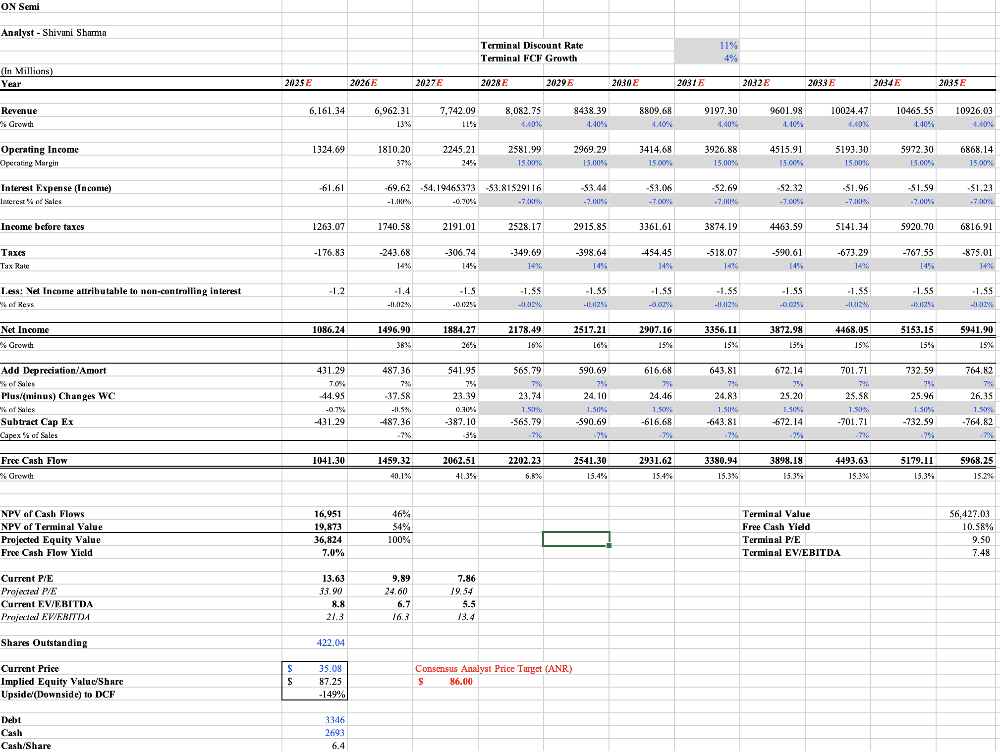 ON Semi
Analyst - Shivani Sharma
Terminal Discount Rate 11%
Terminal FCF Growth 4%
(In Millions)
Year 2025E 2026E 2027E 2028E 2029E 2030E 2031E 2032E 2033E 2034E 2035E
Revenue 6,161.34 6,962.31 7,742.09 8,082.75 8438.39 8809.68 9197.30 9601.98 10024.47 10465.55 10926.03
% Growth 13% 11% 4.40% 4.40% 4.40% 4.40% 4.40% 4.40% 4.40% 4.40%
Operating Income 1324.69 1810.20 2245.21 2581.99 2969.29 3414.68 3926.88 4515.91 5193.30 5972.30 6868.14
Operating Margin 37% 24% 15.00% 15.00% 15.00% 15.00% 15.00% 15.00% 15.00% 15.00%
Interest Expense (Income) -61.61 -69.62 -54.19465373 -53.81529116 -53.44 -53.06 -52.69 -52.32 -51.96 -51.59 -51.23
Interest % of Sales -1.00% -0.70% -7.00% -7.00% -7.00% -7.00% -7.00% -7.00% -7.00% -7.00%
Income before taxes 1263.07 1740.58 2191.01 2528.17 2915.85 3361.61 3874.19 4463.59 5141.34 5920.70 6816.91
Taxes -176.83 -243.68 -306.74 -349.69 -398.64 -454.45 -518.07 -590.61 -673.29 -767.55 -875.01
Tax Rate 14% 14% 14% 14% 14% 14% 14% 14% 14% 14%
Less: Net Income attributable to non-controlling interest -1.2 -1.4 -1.5 -1.55 -1.55 -1.55 -1.55 -1.55 -1.55 -1.55 -1.55
% of Revs -0.02% -0.02% -0.02% -0.02% -0.02% -0.02% -0.02% -0.02% -0.02% -0.02%
Net Income 1086.24 1496.90 1884.27 2178.49 2517.21 2907.16 3356.11 3872.98 4468.05 5153.15 5941.90
% Growth 38% 26% 16% 16% 15% 15% 15% 15% 15% 15%
Add Depreciation/Amort 431.29 487.36 541.95 565.79 590.69 616.68 643.81 672.14 701.71 732.59 764.82
% of Sales 7.0% 7% 7% 7% 7% 7% 7% 7% 7% 7% 7%
Plus/(minus) Changes WC -44.95 -37.58 23.39 23.74 24.10 24.46 24.83 25.20 25.58 25.96 26.35
% of Sales -0.7% -0.5% 0.30% 1.50% 1.50% 1.50% 1.50% 1.50% 1.50% 1.50% 1.50%
Subtract Cap Ex -431.29 -487.36 -387.10 -565.79 -590.69 -616.68 -643.81 -672.14 -701.71 -732.59 -764.82
Capex % of Sales -7% -5% -7% -7% -7% -7% -7% -7% -7% -7%
Free Cash Flow 1041.30 1459.32 2062.51 2202.23 2541.30 2931.62 3380.94 3898.18 4493.63 5179.11 5968.25
% Growth 40.1% 41.3% 6.8% 15.4% 15.4% 15.3% 15.3% 15.3% 15.3% 15.2%
NPV of Cash Flows 16,951 46% Terminal Value 56,427.03
NPV of Terminal Value 19,873 54% Free Cash Yield 10.58%
Projected Equity Value 36,824 100% Terminal P/E 9.50
Free Cash Flow Yield 7.0% Terminal EV/EBITDA 7.48
Current P/E 13.63 9.89 7.86
Projected P/E 33.90 24.60 19.54
Current EV/EBITDA 8.8 6.7 5.5
Projected EV/EBITDA 21.3 16.3 13.4
Shares Outstanding 422.04
Current Price $ 35.08 Consensus Analyst Price Target (ANR)
Implied Equity Value/Share $ 87.25 $ 86.00
Upside/(Downside) to DCF -149%
Debt 3346
Cash 2693
Cash/Share 6.4